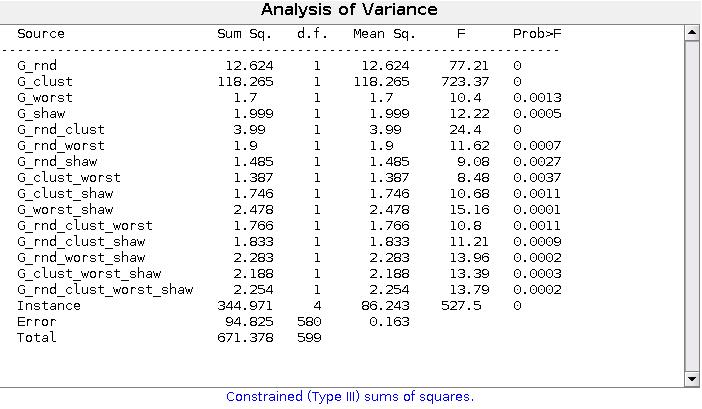 Analysis of Variance
Source Sum Sq. d.f. Mean Sq. F Prob>F
G_rnd 12.624 1 12.624 77.21 0
G_clust 118.265 1 118.265 723.37 0
G_worst 1.7 1 1.7 10.4 0.0013
G_shaw 1.999 1 1.999 12.22 0.0005
G_rnd_clust 3.99 1 3.99 24.4 0
G_rnd_worst 1.9 1 1.9 11.62 0.0007
G_rnd_shaw 1.485 1 1.485 9.08 0.0027
G_clust_worst 1.387 1 1.387 8.48 0.0037
G_clust_shaw 1.746 1 1.746 10.68 0.0011
G_worst_shaw 2.478 1 2.478 15.16 0.0001
G_rnd_clust_worst 1.766 1 1.766 10.8 0.0011
G_rnd_clust_shaw 1.833 1 1.833 11.21 0.0009
G_rnd_worst_shaw 2.283 1 2.283 13.96 0.0002
G_clust_worst_shaw 2.188 1 2.188 13.39 0.0003
G_rnd_clust_worst_shaw 2.254 1 2.254 13.79 0.0002
Instance 344.971 4 86.243 527.5 0
Error 94.825 580 0.163
Total 671.378 599
Constrained (Type III) sums of squares.